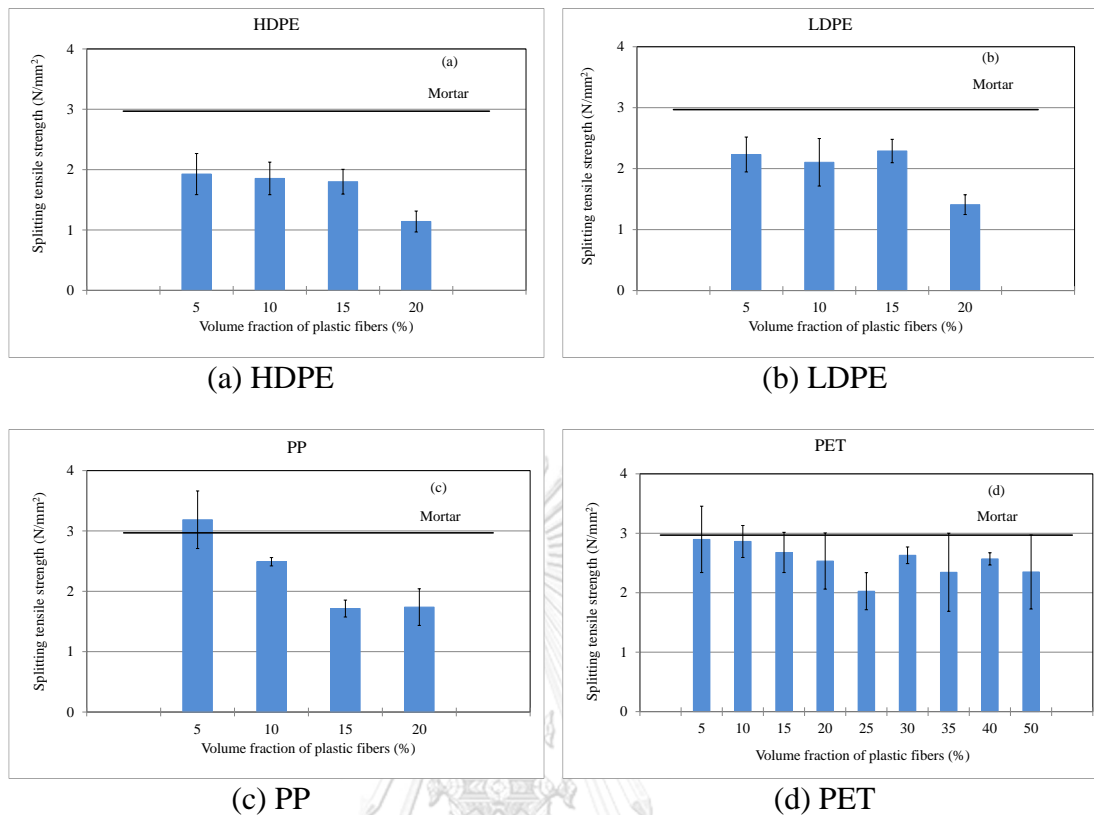 HDPE
Splitting tensile strength (N/mm²)
4
3
2
1
0
(a)
Mortar
5 10 15 20
Volume fraction of plastic fibers (%)
(a) HDPE
LDPE
Splitting tensile strength (N/mm²)
4
3
2
1
0
(b)
Mortar
5 10 15 20
Volume fraction of plastic fibers (%)
(b) LDPE
PP
Splitting tensile strength (N/mm²)
4
3
2
1
0
(c)
Mortar
5 10 15 20
Volume fraction of plastic fibers (%)
(c) PP
PET
Splitting tensile strength (N/mm²)
4
3
2
1
0
(d)
Mortar
5 10 15 20 25 30 35 40 50
Volume fraction of plastic fibers (%)
(d) PET